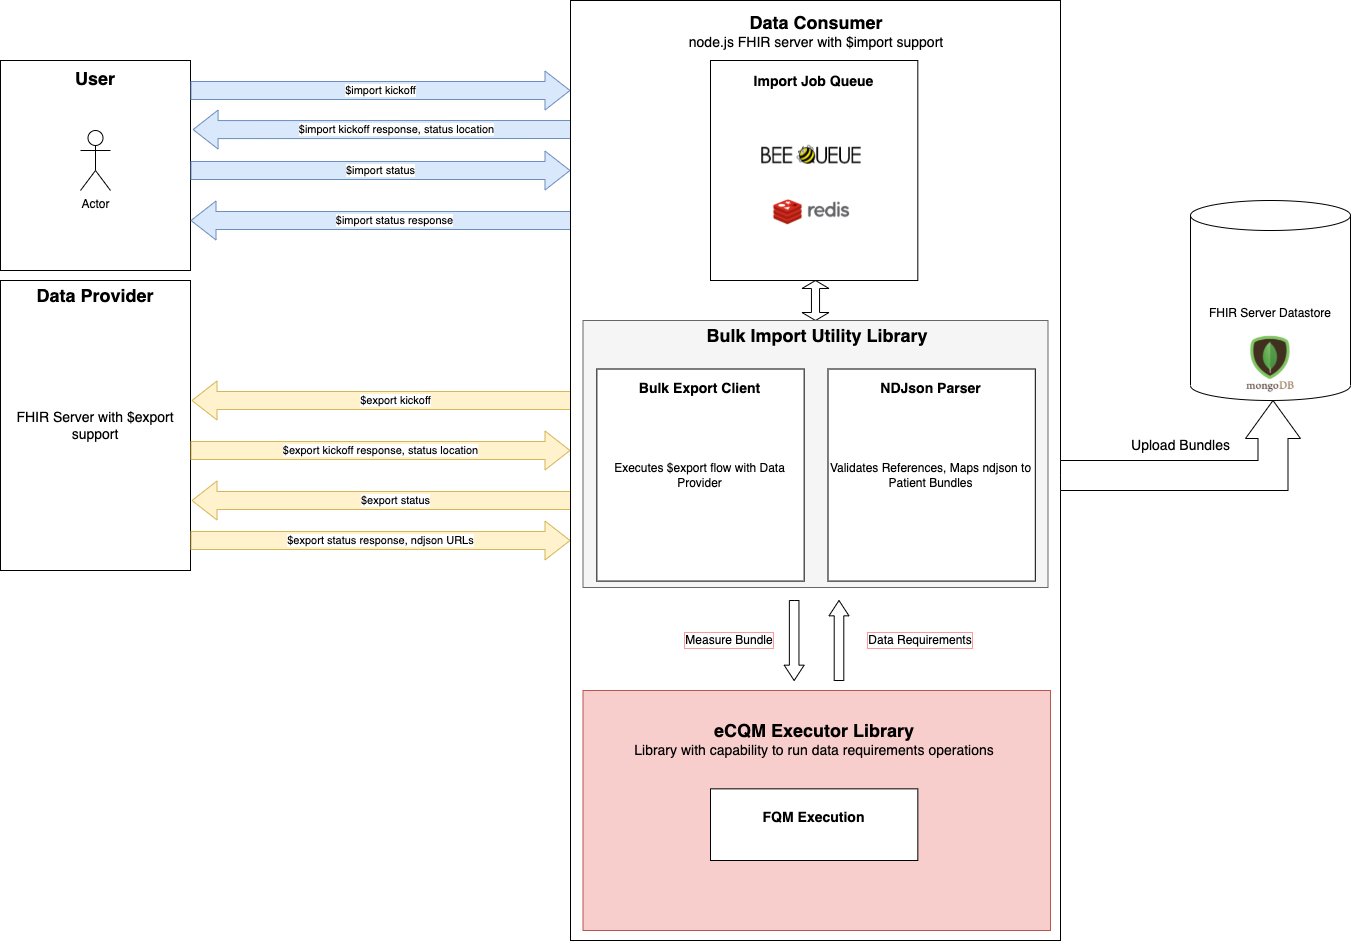 Data Consumer
node.js FHIR server with $import support
User
Actor
$import kickoff
$import kickoff response, status location
$import status
$import status response
Import Job Queue
BEE QUEUE
redis
Data Provider
FHIR Server with $export
support
$export kickoff
$export kickoff response, status location
$export status
$export status response, ndjson URLs
Bulk Import Utility Library
Bulk Export Client
Executes $export flow with Data
Provider
NDJson Parser
Validates References, Maps ndjson to
Patient Bundles
FHIR Server Datastore
mongoDB
Upload Bundles
Measure Bundle
Data Requirements
eCQM Executor Library
Library with capability to run data requirements operations
FQM Execution